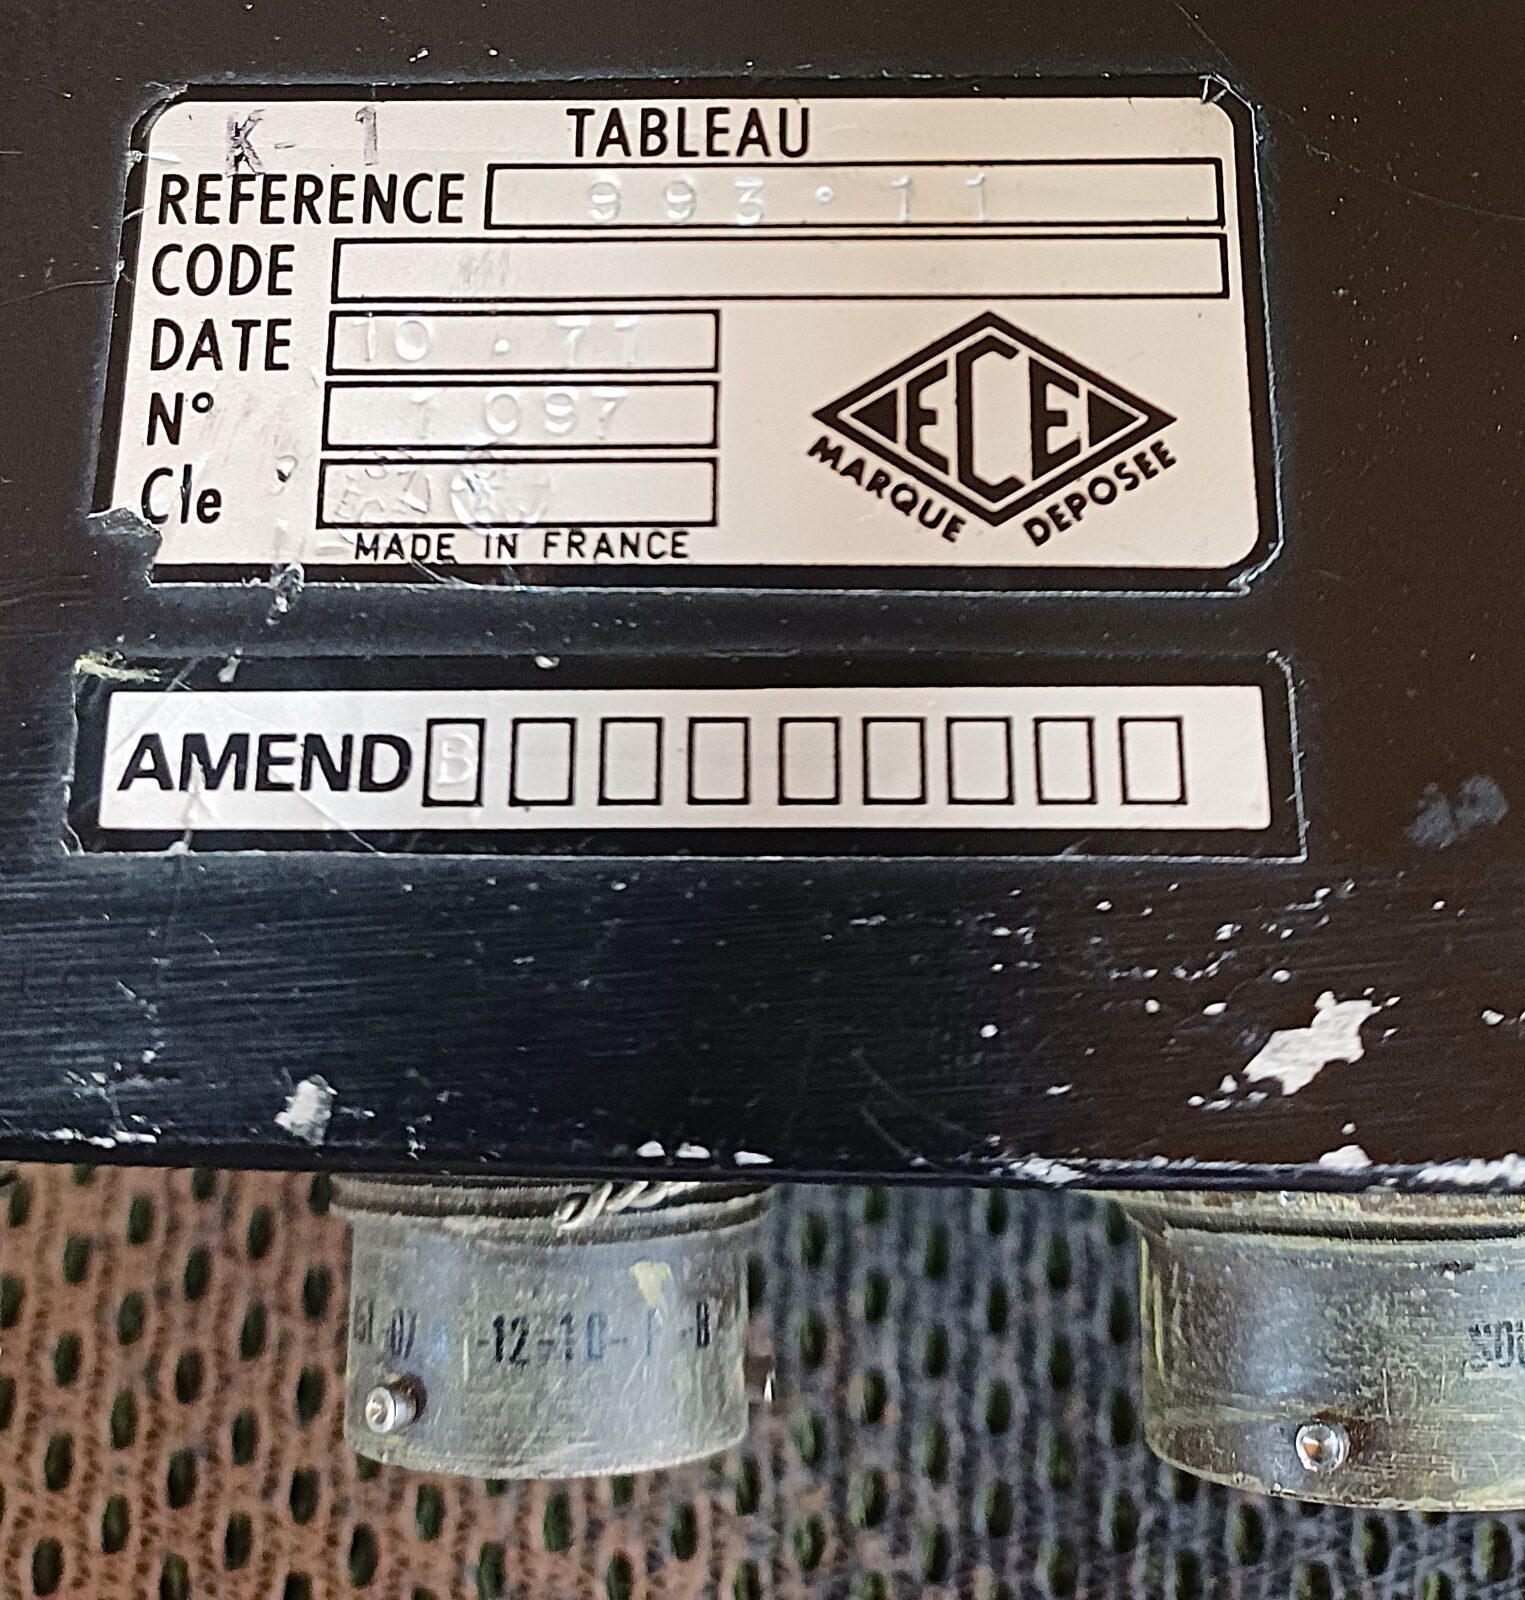 K-1 TABLEAU
REFERENCE 993·11
CODE
DATE 10.71
N° 1097
Cle
MADE IN FRANCE
ECE
MARQUE DEPOSEE
AMEND B
-12-10- -B